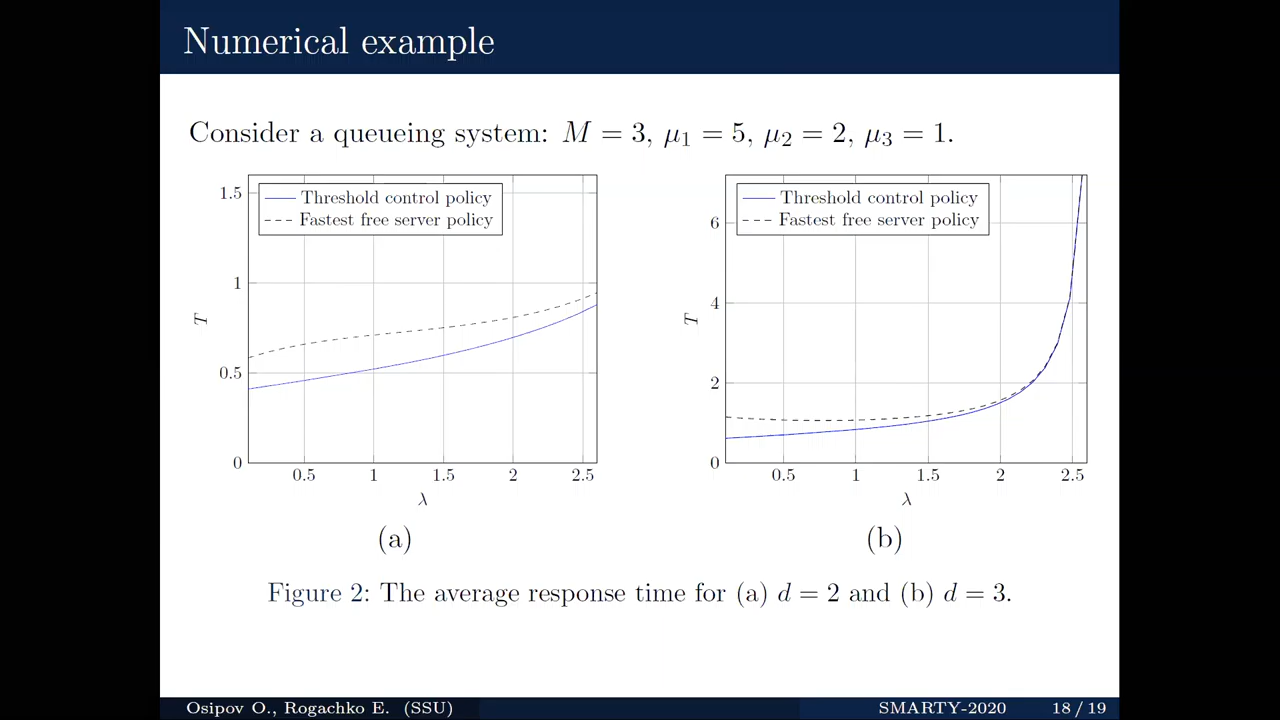 Numerical example
Consider a queueing system: M = 3, μ₁ = 5, μ₂ = 2, μ₃ = 1.
Threshold control policy
Fastest free server policy
1.5
1
0.5
0
T
0.5 1 1.5 2 2.5
λ
(a)
Threshold control policy
Fastest free server policy
6
4
2
0
T
0.5 1 1.5 2 2.5
λ
(b)
Figure 2: The average response time for (a) d = 2 and (b) d = 3.
Osipov O., Rogachko E. (SSU) SMARTY-2020 18 / 19